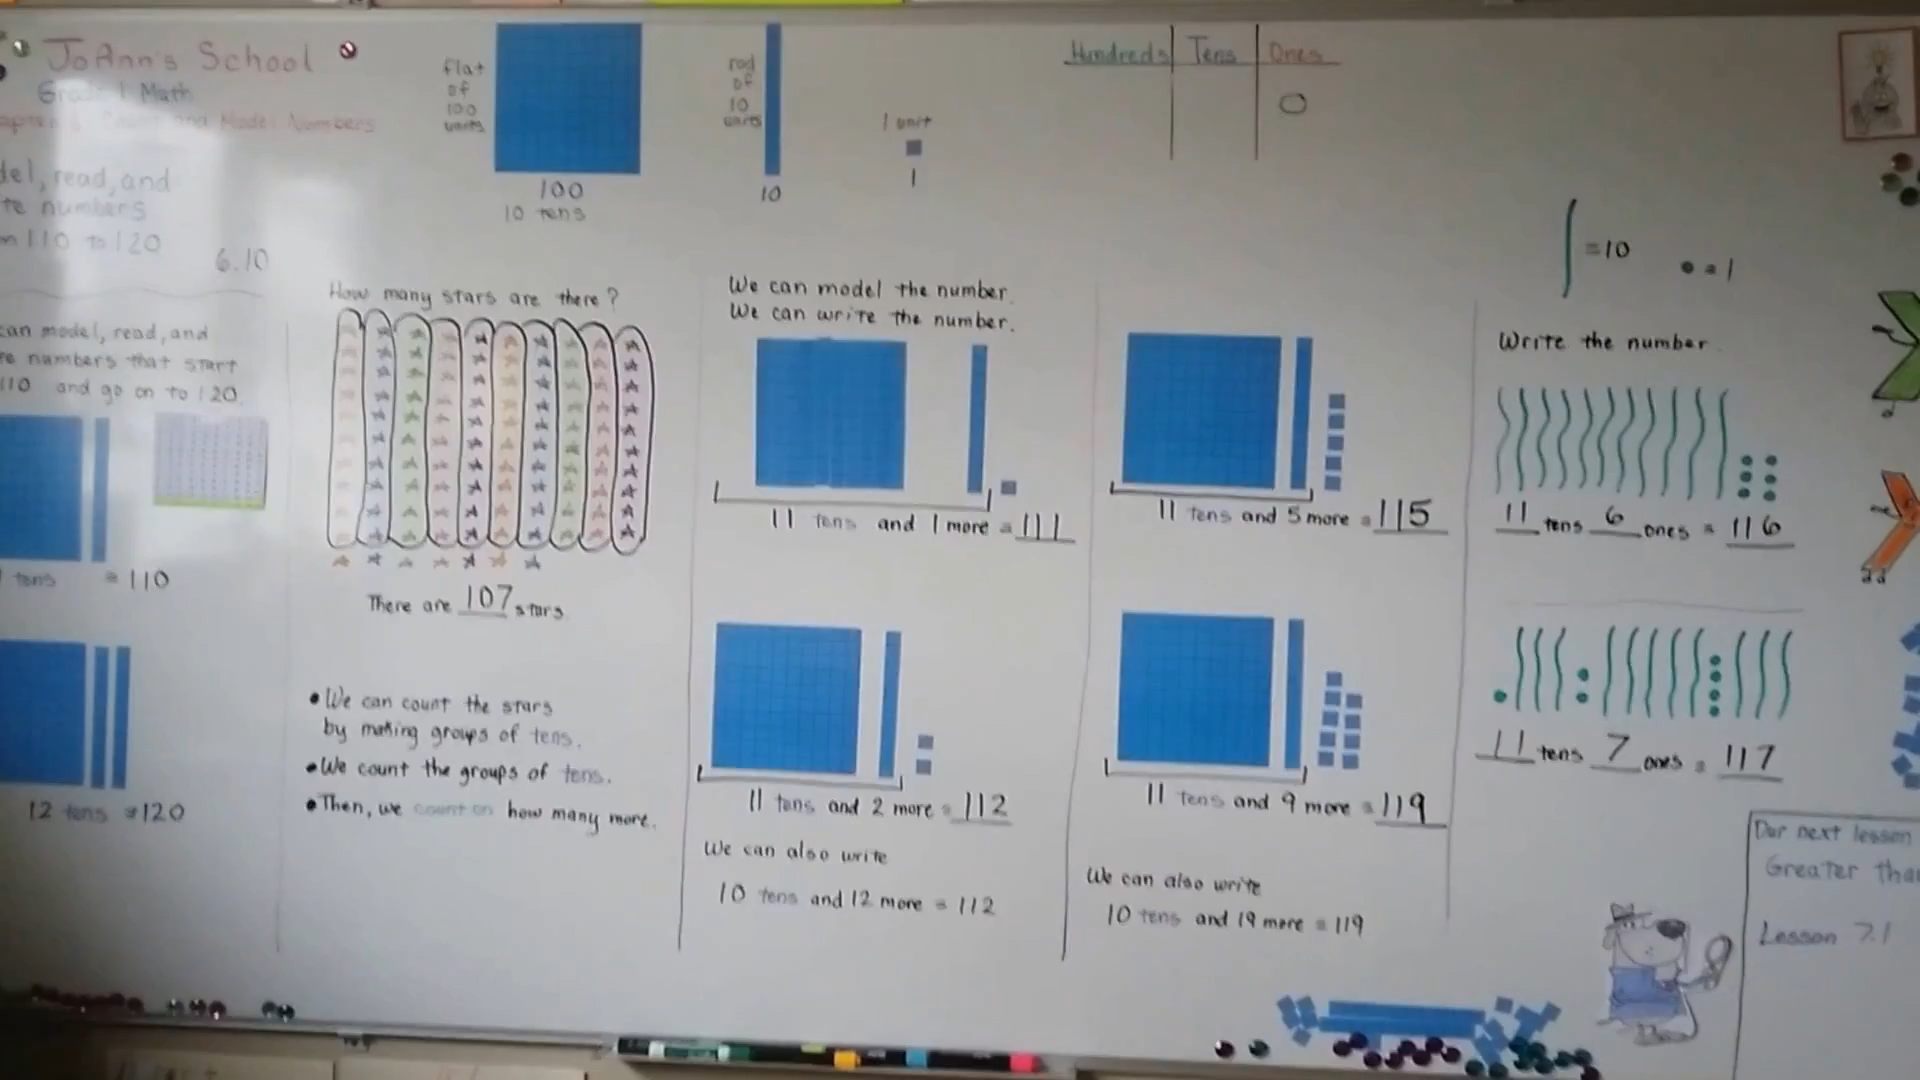 JoAnn's School
Grade 1 Math
Count and Model Numbers
del, read, and
te numbers
m 110 to 120
6.10
can model, read, and
re numbers that start
110 and go on to 120.
tens = 110
12 tens = 120
flat
of
100
units
100
10 tens
rod
of
10
units
10
1 unit
1
Hundreds Tens Ones
0
How many stars are there?
There are 107 stars
• We can count the stars
by making groups of tens.
• We count the groups of tens.
• Then, we count on how many more.
We can model the number.
We can write the number.
11 tens and 1 more = 111
11 tens and 2 more = 112
We can also write
10 tens and 12 more = 112
11 tens and 5 more = 115
11 tens and 9 more = 119
We can also write
10 tens and 19 more = 119
= 10
= 1
Write the number.
11 tens 6 ones = 116
11 tens 7 ones = 117
Our next lesson
Greater Tha
Lesson 7.1